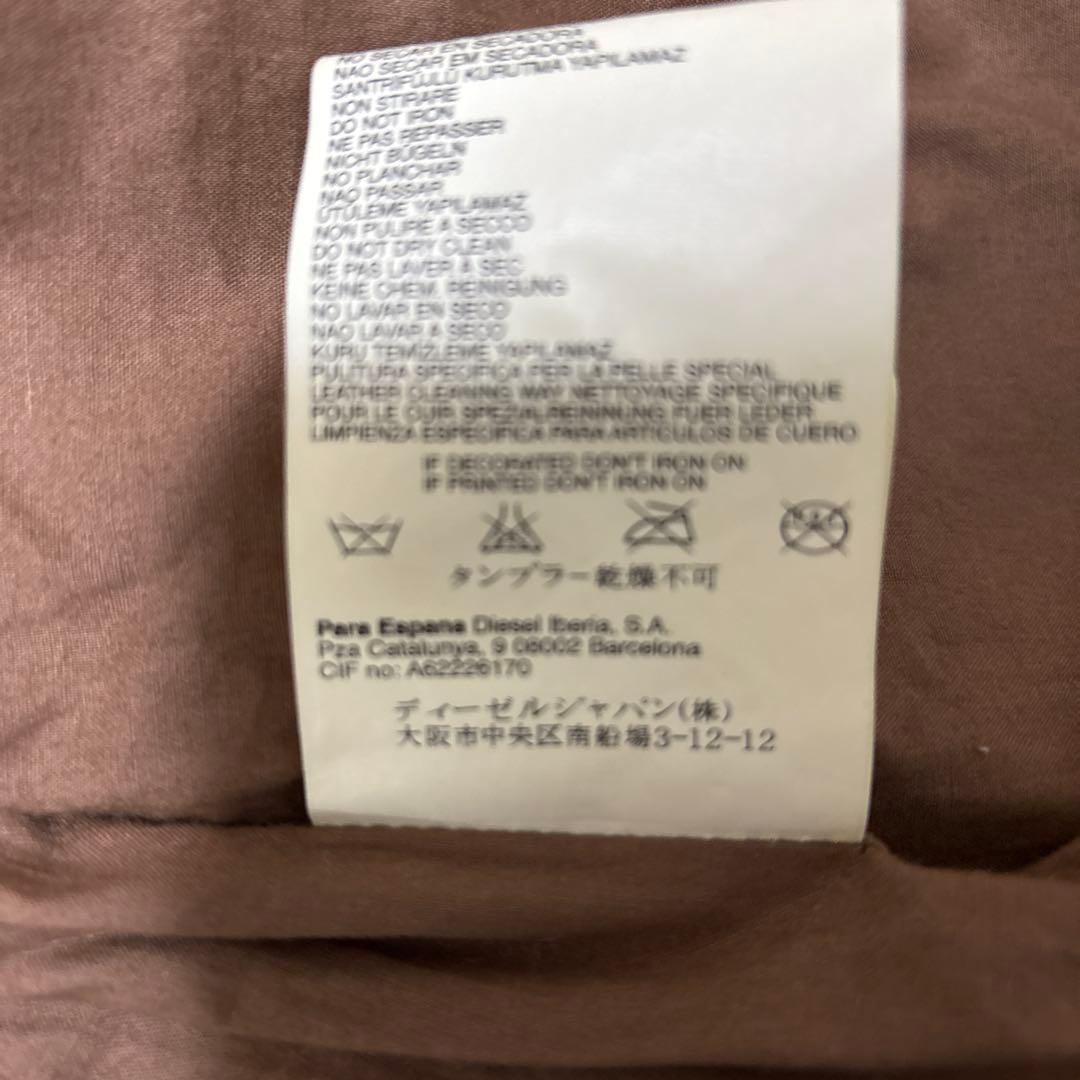 NO SECAR EN SECADORA
NAO SECAR EM SECADORA
SANTRIFÜJLÜ KURUTMA YAPILAMAZ
NON STIRARE
DO NOT IRON
NE PAS REPASSER
NICHT BÜGELN
NO PLANCHAR
NAO PASSAR
ÜTÜLEME YAPILAMAZ
NON PULIRE A SECCO
DO NOT DRY CLEAN
NE PAS LAVER À SEC
KEINE CHEM. REINIGUNG
NO LAVAR EN SECO
NAO LAVAR A SECO
KURU TEMIZLEME YAPILAMAZ
PULITURA SPECIFICA PER LA PELLE SPECIAL
LEATHER CLEANING WAY NETTOYAGE SPECIFIQUE
POUR LE CUIR SPEZIALREINNUNG FUER LEDER
LIMPIENZA ESPECIFICA PARA ARTICULOS DE CUERO
IF DECORATED DON'T IRON ON
IF PRINTED DON'T IRON ON
タンブラー乾燥不可
Para Espana Diesel Iberia, S.A.
Pza Catalunya, 9 08002 Barcelona
CIF no: A62226170
ディーゼルジャパン(株)
大阪市中央区南船場3-12-12